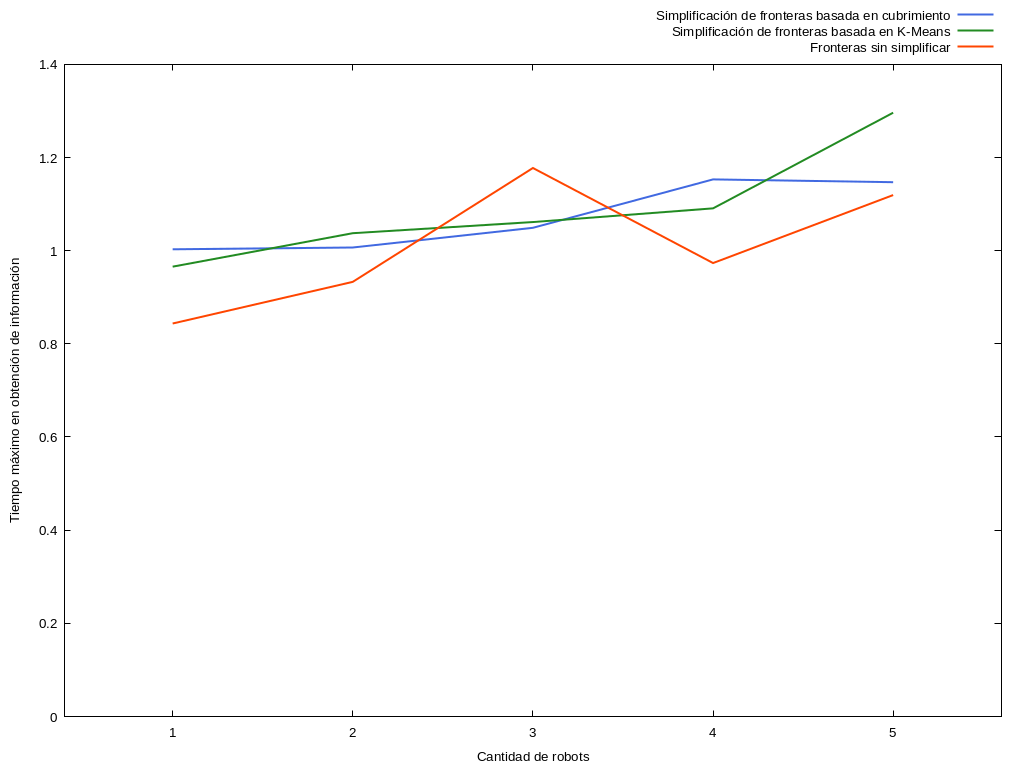 Simplificación de fronteras basada en cubrimiento
Simplificación de fronteras basada en K-Means
Fronteras sin simplificar
1.4
1.2
1
0.8
0.6
0.4
0.2
0
Tiempo máximo en obtención de información
1 2 3 4 5
Cantidad de robots